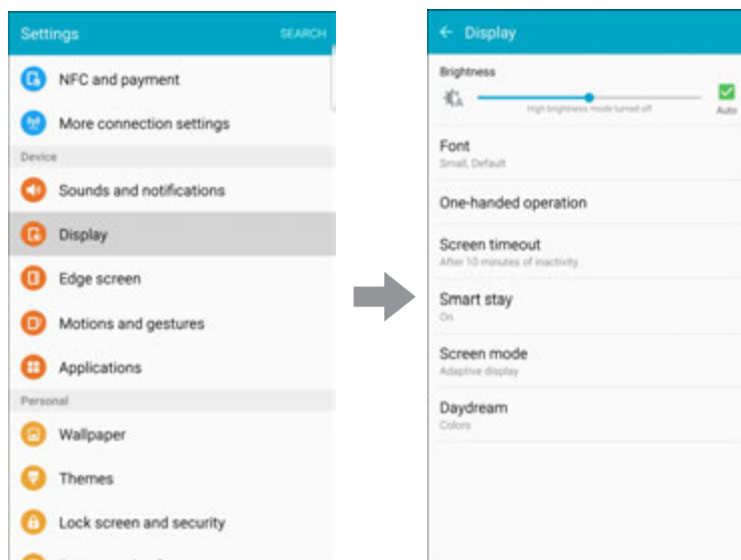 Settings SEARCH
NFC and payment
More connection settings
Device
Sounds and notifications
Display
Edge screen
Motions and gestures
Applications
Personal
Wallpaper
Themes
Lock screen and security
Display
Brightness
A
High brightness mode turned off
Auto
Font
Small, Default
One-handed operation
Screen timeout
After 10 minutes of inactivity.
Smart stay
On
Screen mode
Adaptive display
Daydream
Colors